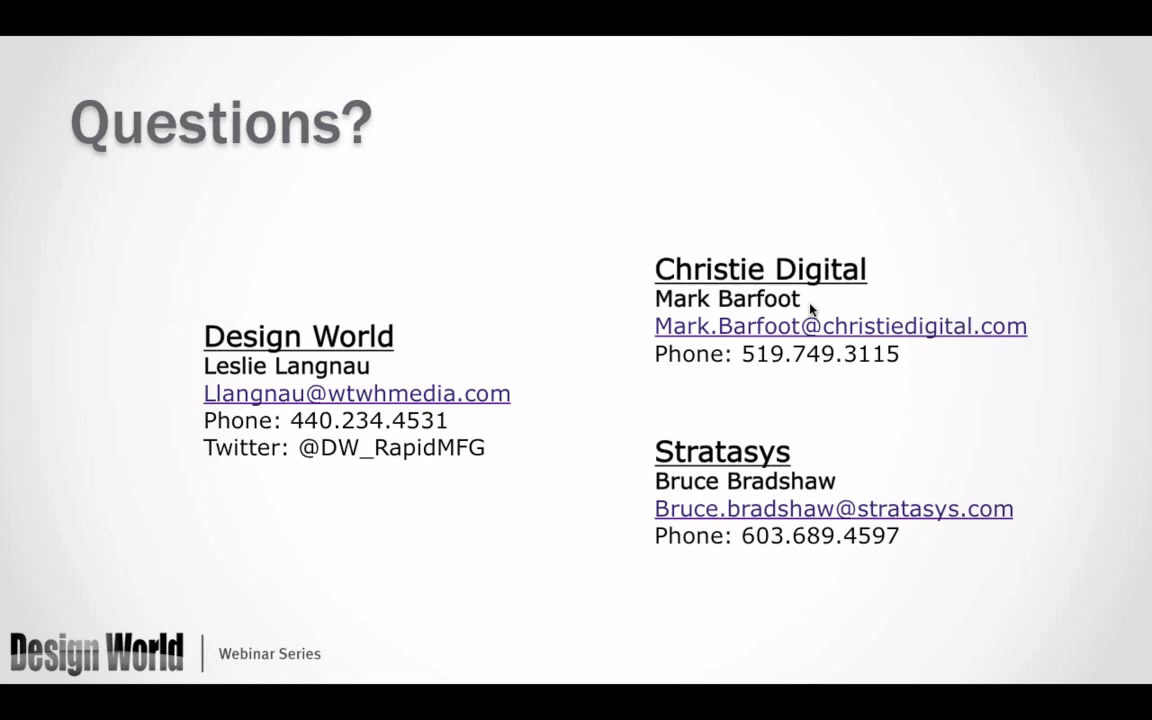 Questions?
Design World
Leslie Langnau
Llangnau@wtwhmedia.com
Phone: 440.234.4531
Twitter: @DW_RapidMFG
Christie Digital
Mark Barfoot
Mark.Barfoot@christiedigital.com
Phone: 519.749.3115
Stratasys
Bruce Bradshaw
Bruce.bradshaw@stratasys.com
Phone: 603.689.4597
Design World Webinar Series